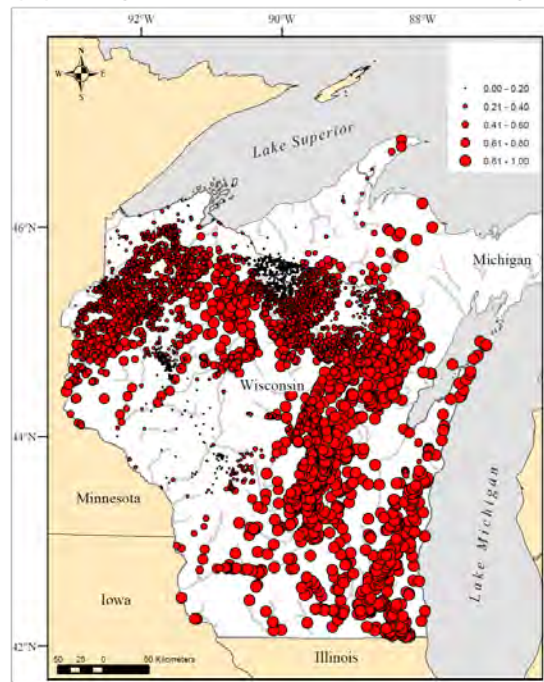 92°W 90°W 88°W
N
W E
S
0.00 - 0.20
0.21 - 0.40
0.41 - 0.60
0.61 - 0.80
0.81 - 1.00
Lake Superior
46°N
Michigan
Wisconsin
44°N
Minnesota
Lake Michigan
Iowa
42°N
50 25 0 50 Kilometers
Illinois